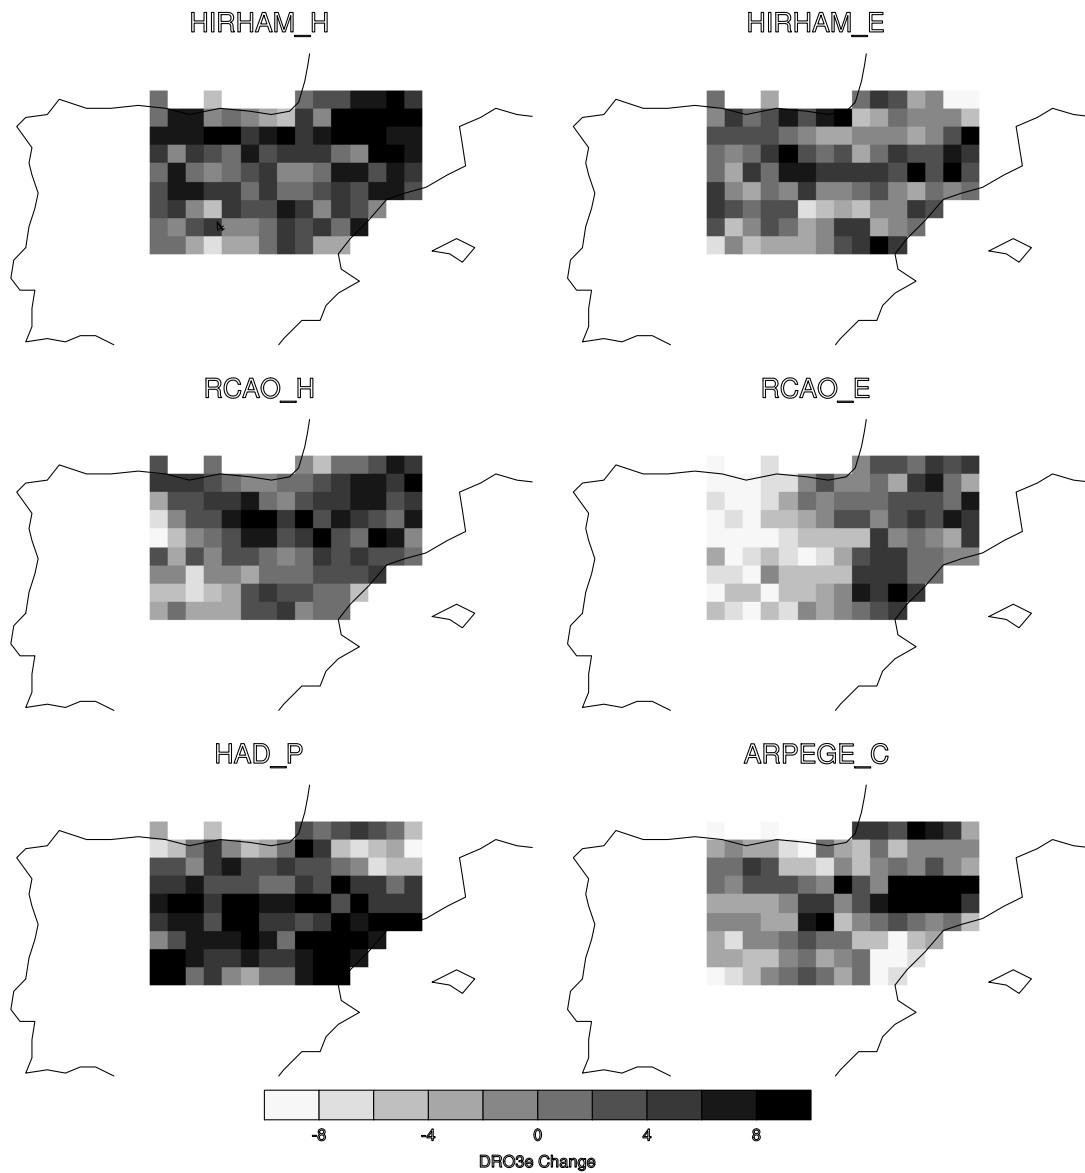 HIRHAM_H
HIRHAM_E
RCAO_H
RCAO_E
HAD_P
ARPEGE_C
-8 -4 0 4 8
DRO3e Change